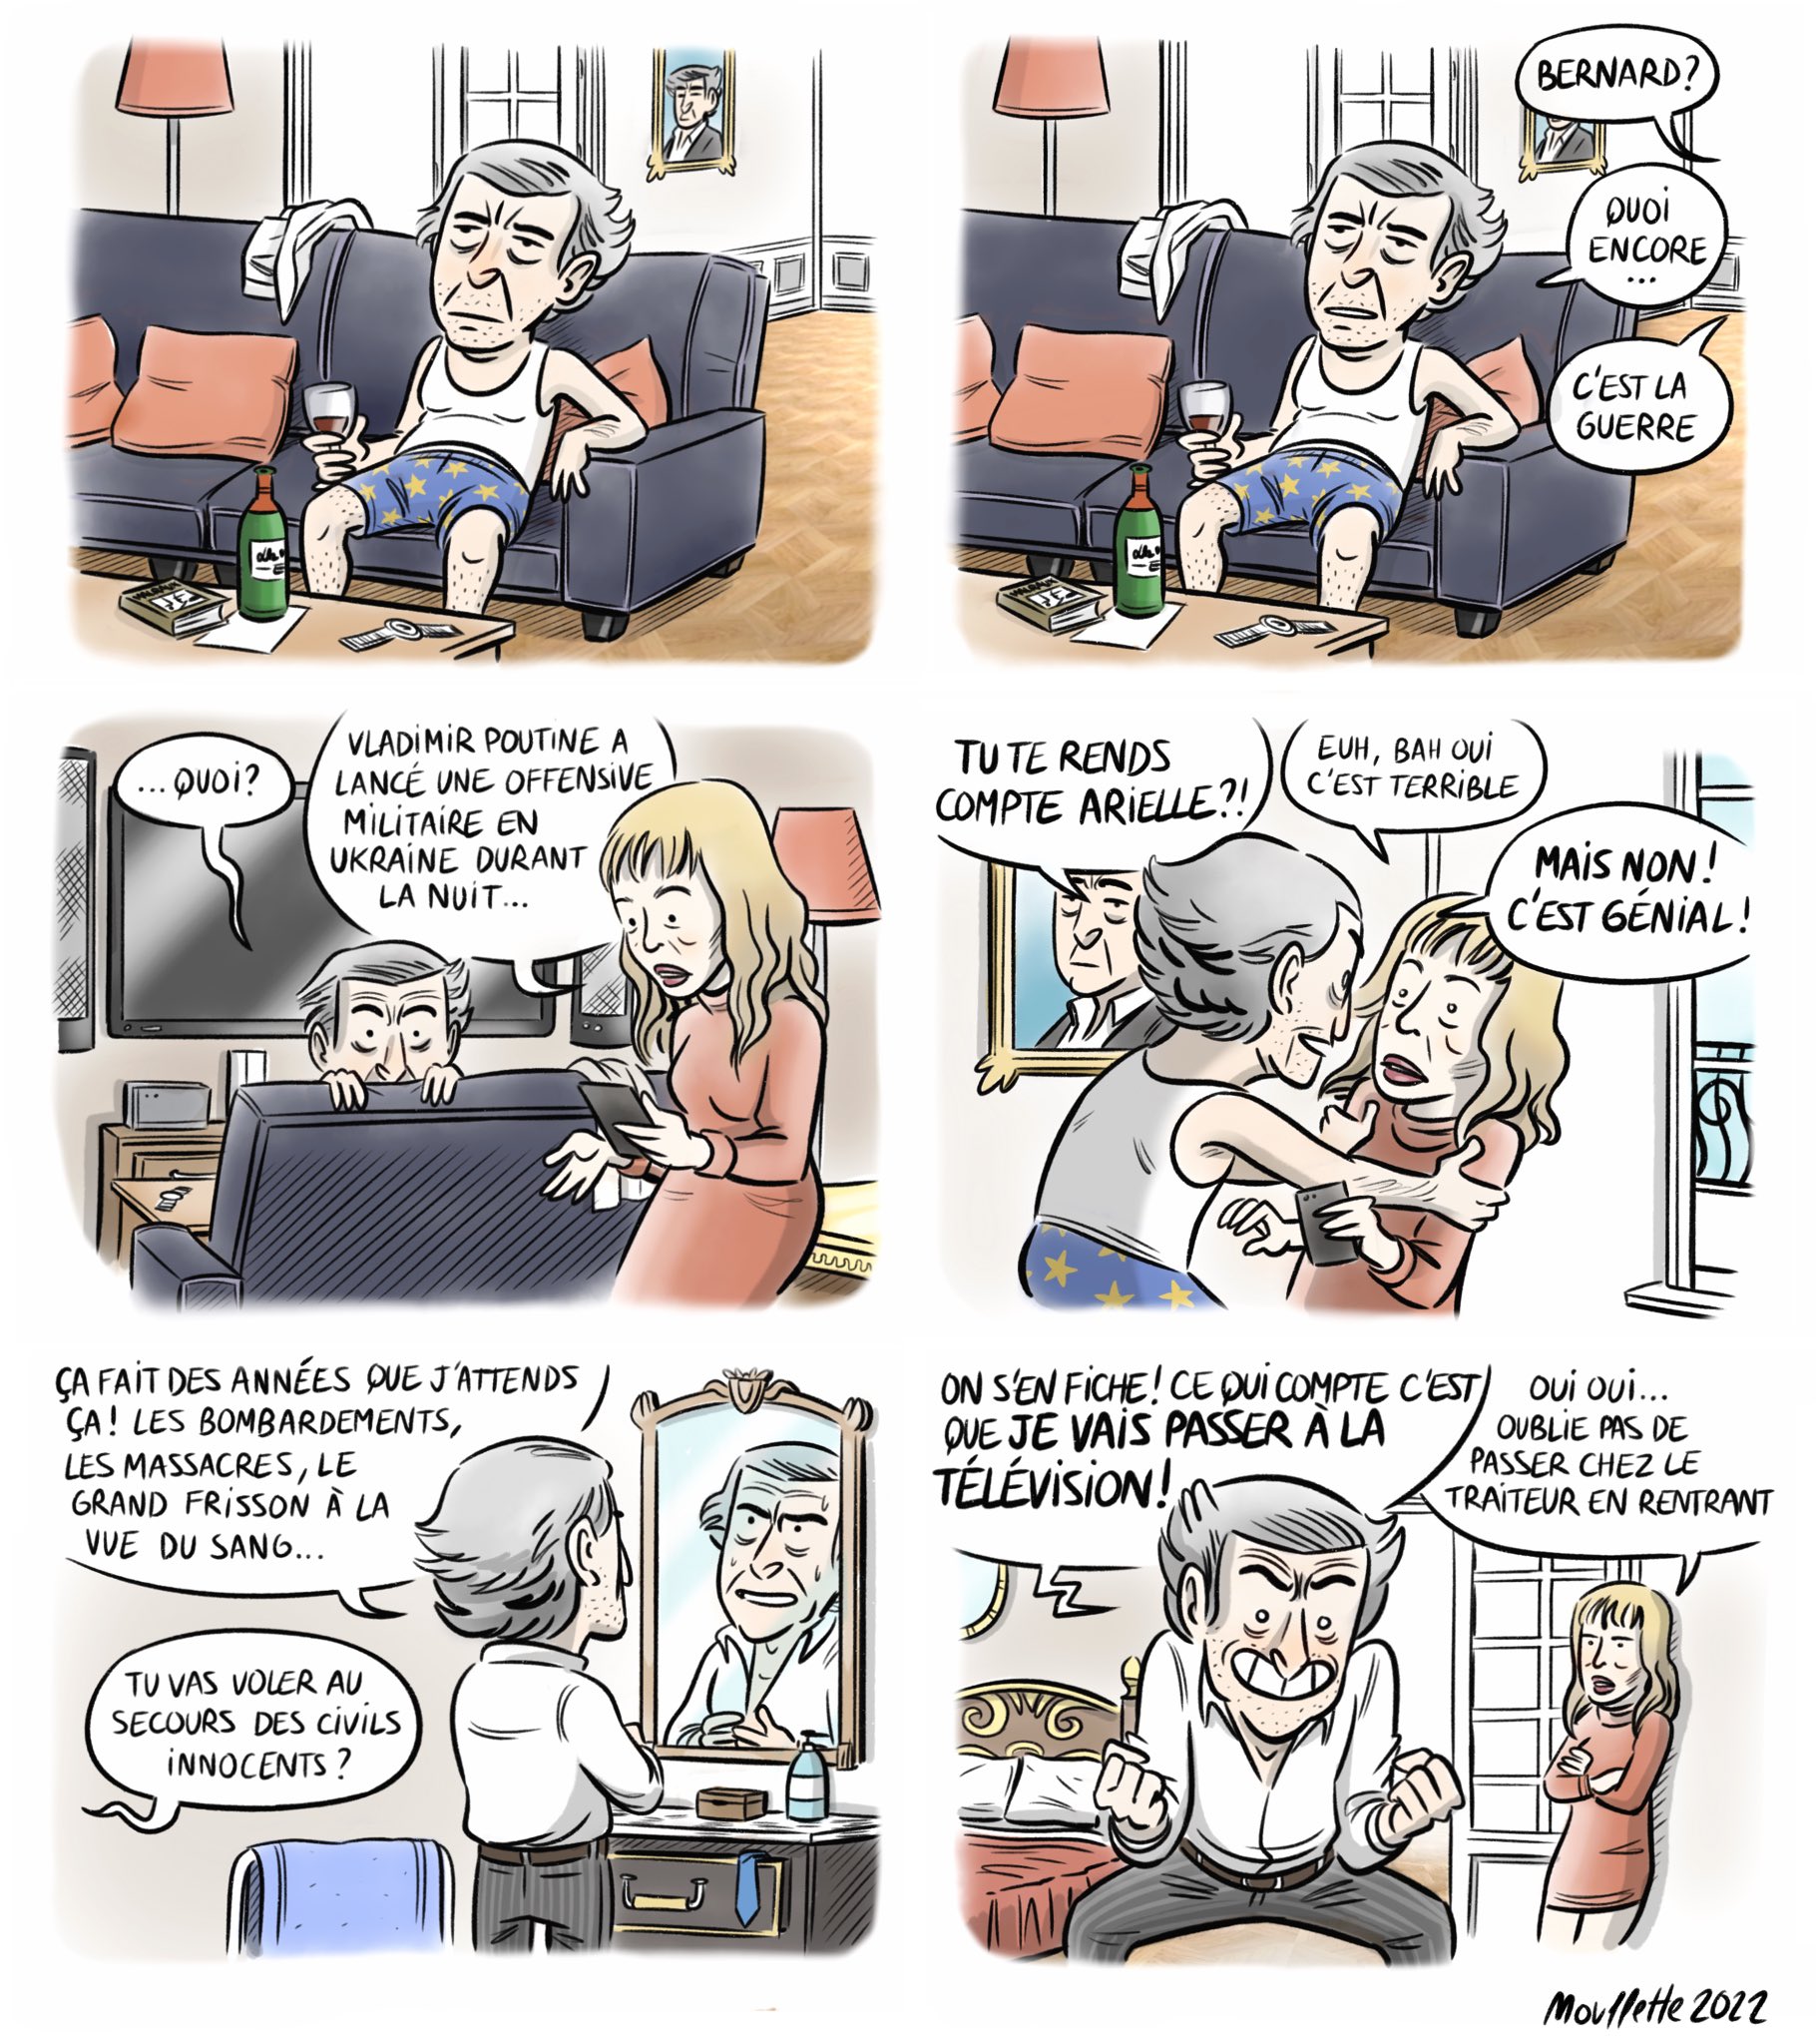 BERNARD?
QUOI
ENCORE
...
C'EST LA
GUERRE
...QUOI?
VLADIMIR POUTINE A
LANCÉ UNE OFFENSIVE
MILITAIRE EN
UKRAINE DURANT
LA NUIT...
TU TE RENDS
COMPTE ARIELLE?!
EUH, BAH OUI
C'EST TERRIBLE
MAIS NON!
C'EST GÉNIAL!
ÇA FAIT DES ANNÉES QUE J'ATTENDS
ÇA! LES BOMBARDEMENTS,
LES MASSACRES, LE
GRAND FRISSON À LA
VUE DU SANG...
TU VAS VOLER AU
SECOURS DES CIVILS
INNOCENTS?
ON S'EN FICHE! CE QUI COMPTE C'EST
QUE JE VAIS PASSER À LA
TÉLÉVISION!
OUI OUI...
OUBLIE PAS DE
PASSER CHEZ LE
TRAITEUR EN RENTRANT
Mouffette 2022